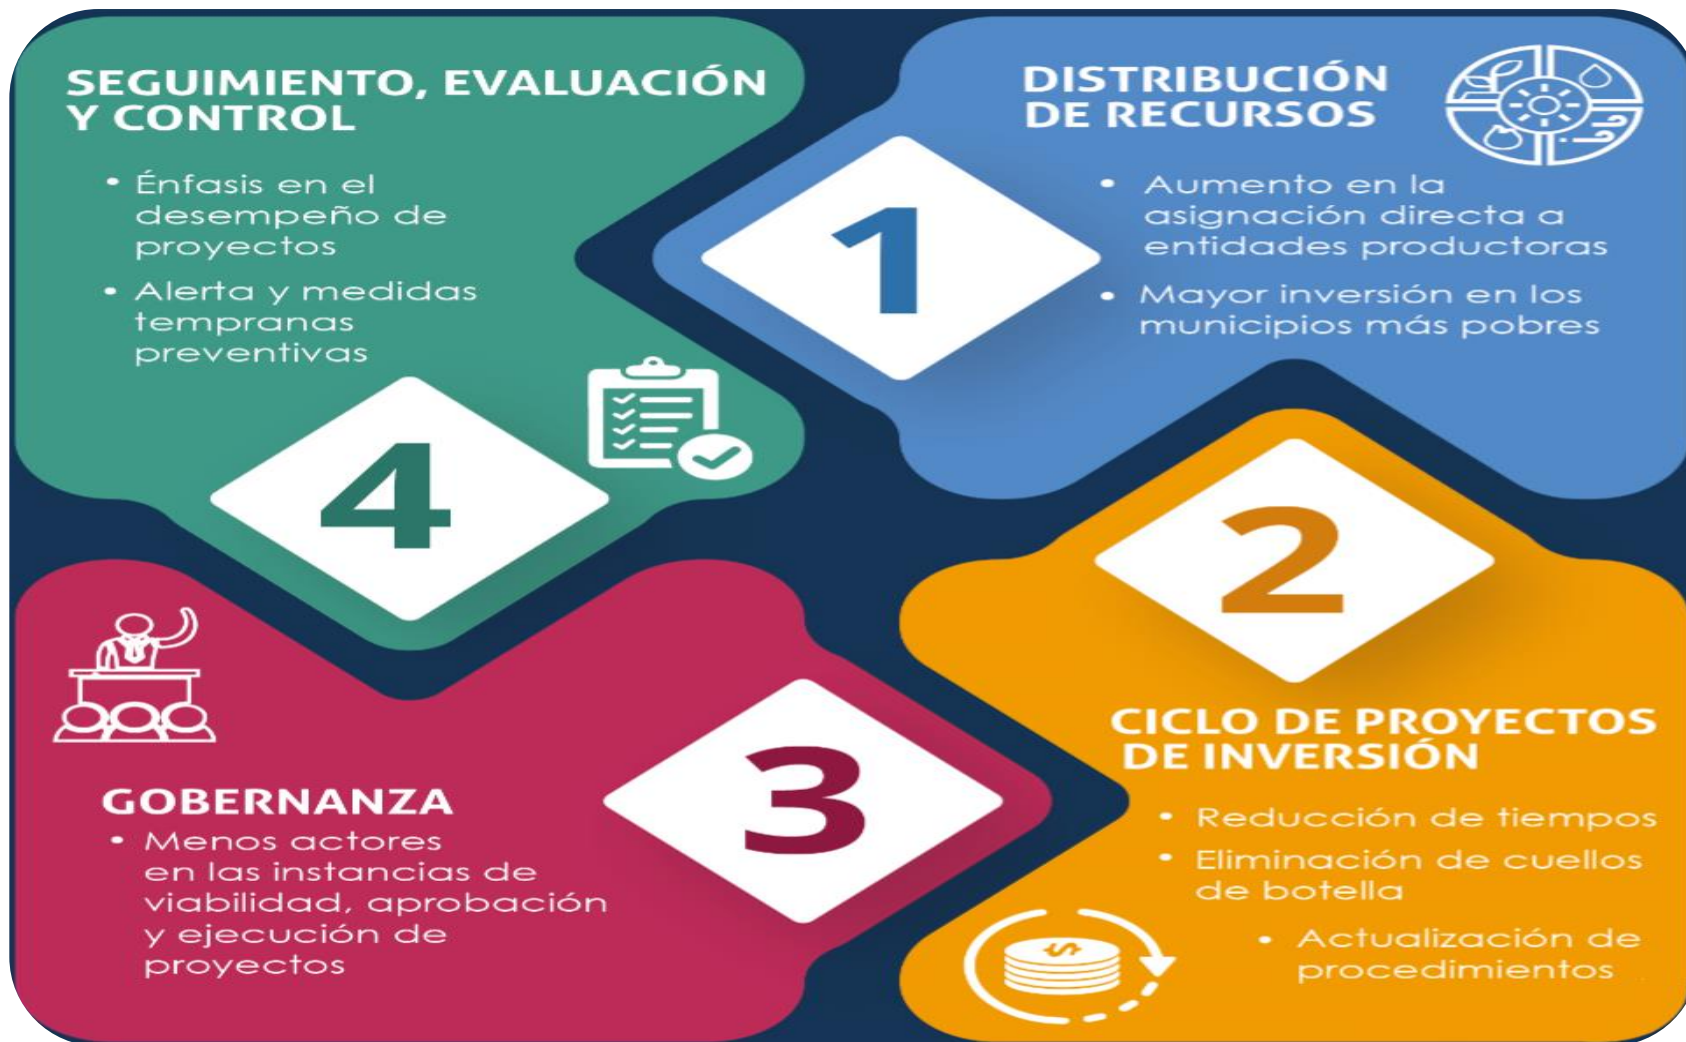 1
DISTRIBUCIÓN
DE RECURSOS
• Aumento en la
asignación directa a
entidades productoras
• Mayor inversión en los
municipios más pobres
2
CICLO DE PROYECTOS
DE INVERSIÓN
• Reducción de tiempos
• Eliminación de cuellos
de botella
• Actualización de
procedimientos
3
GOBERNANZA
• Menos actores
en las instancias de
viabilidad, aprobación
y ejecución de
proyectos
4
SEGUIMIENTO, EVALUACIÓN
Y CONTROL
• Énfasis en el
desempeño de
proyectos
• Alerta y medidas
tempranas
preventivas
$